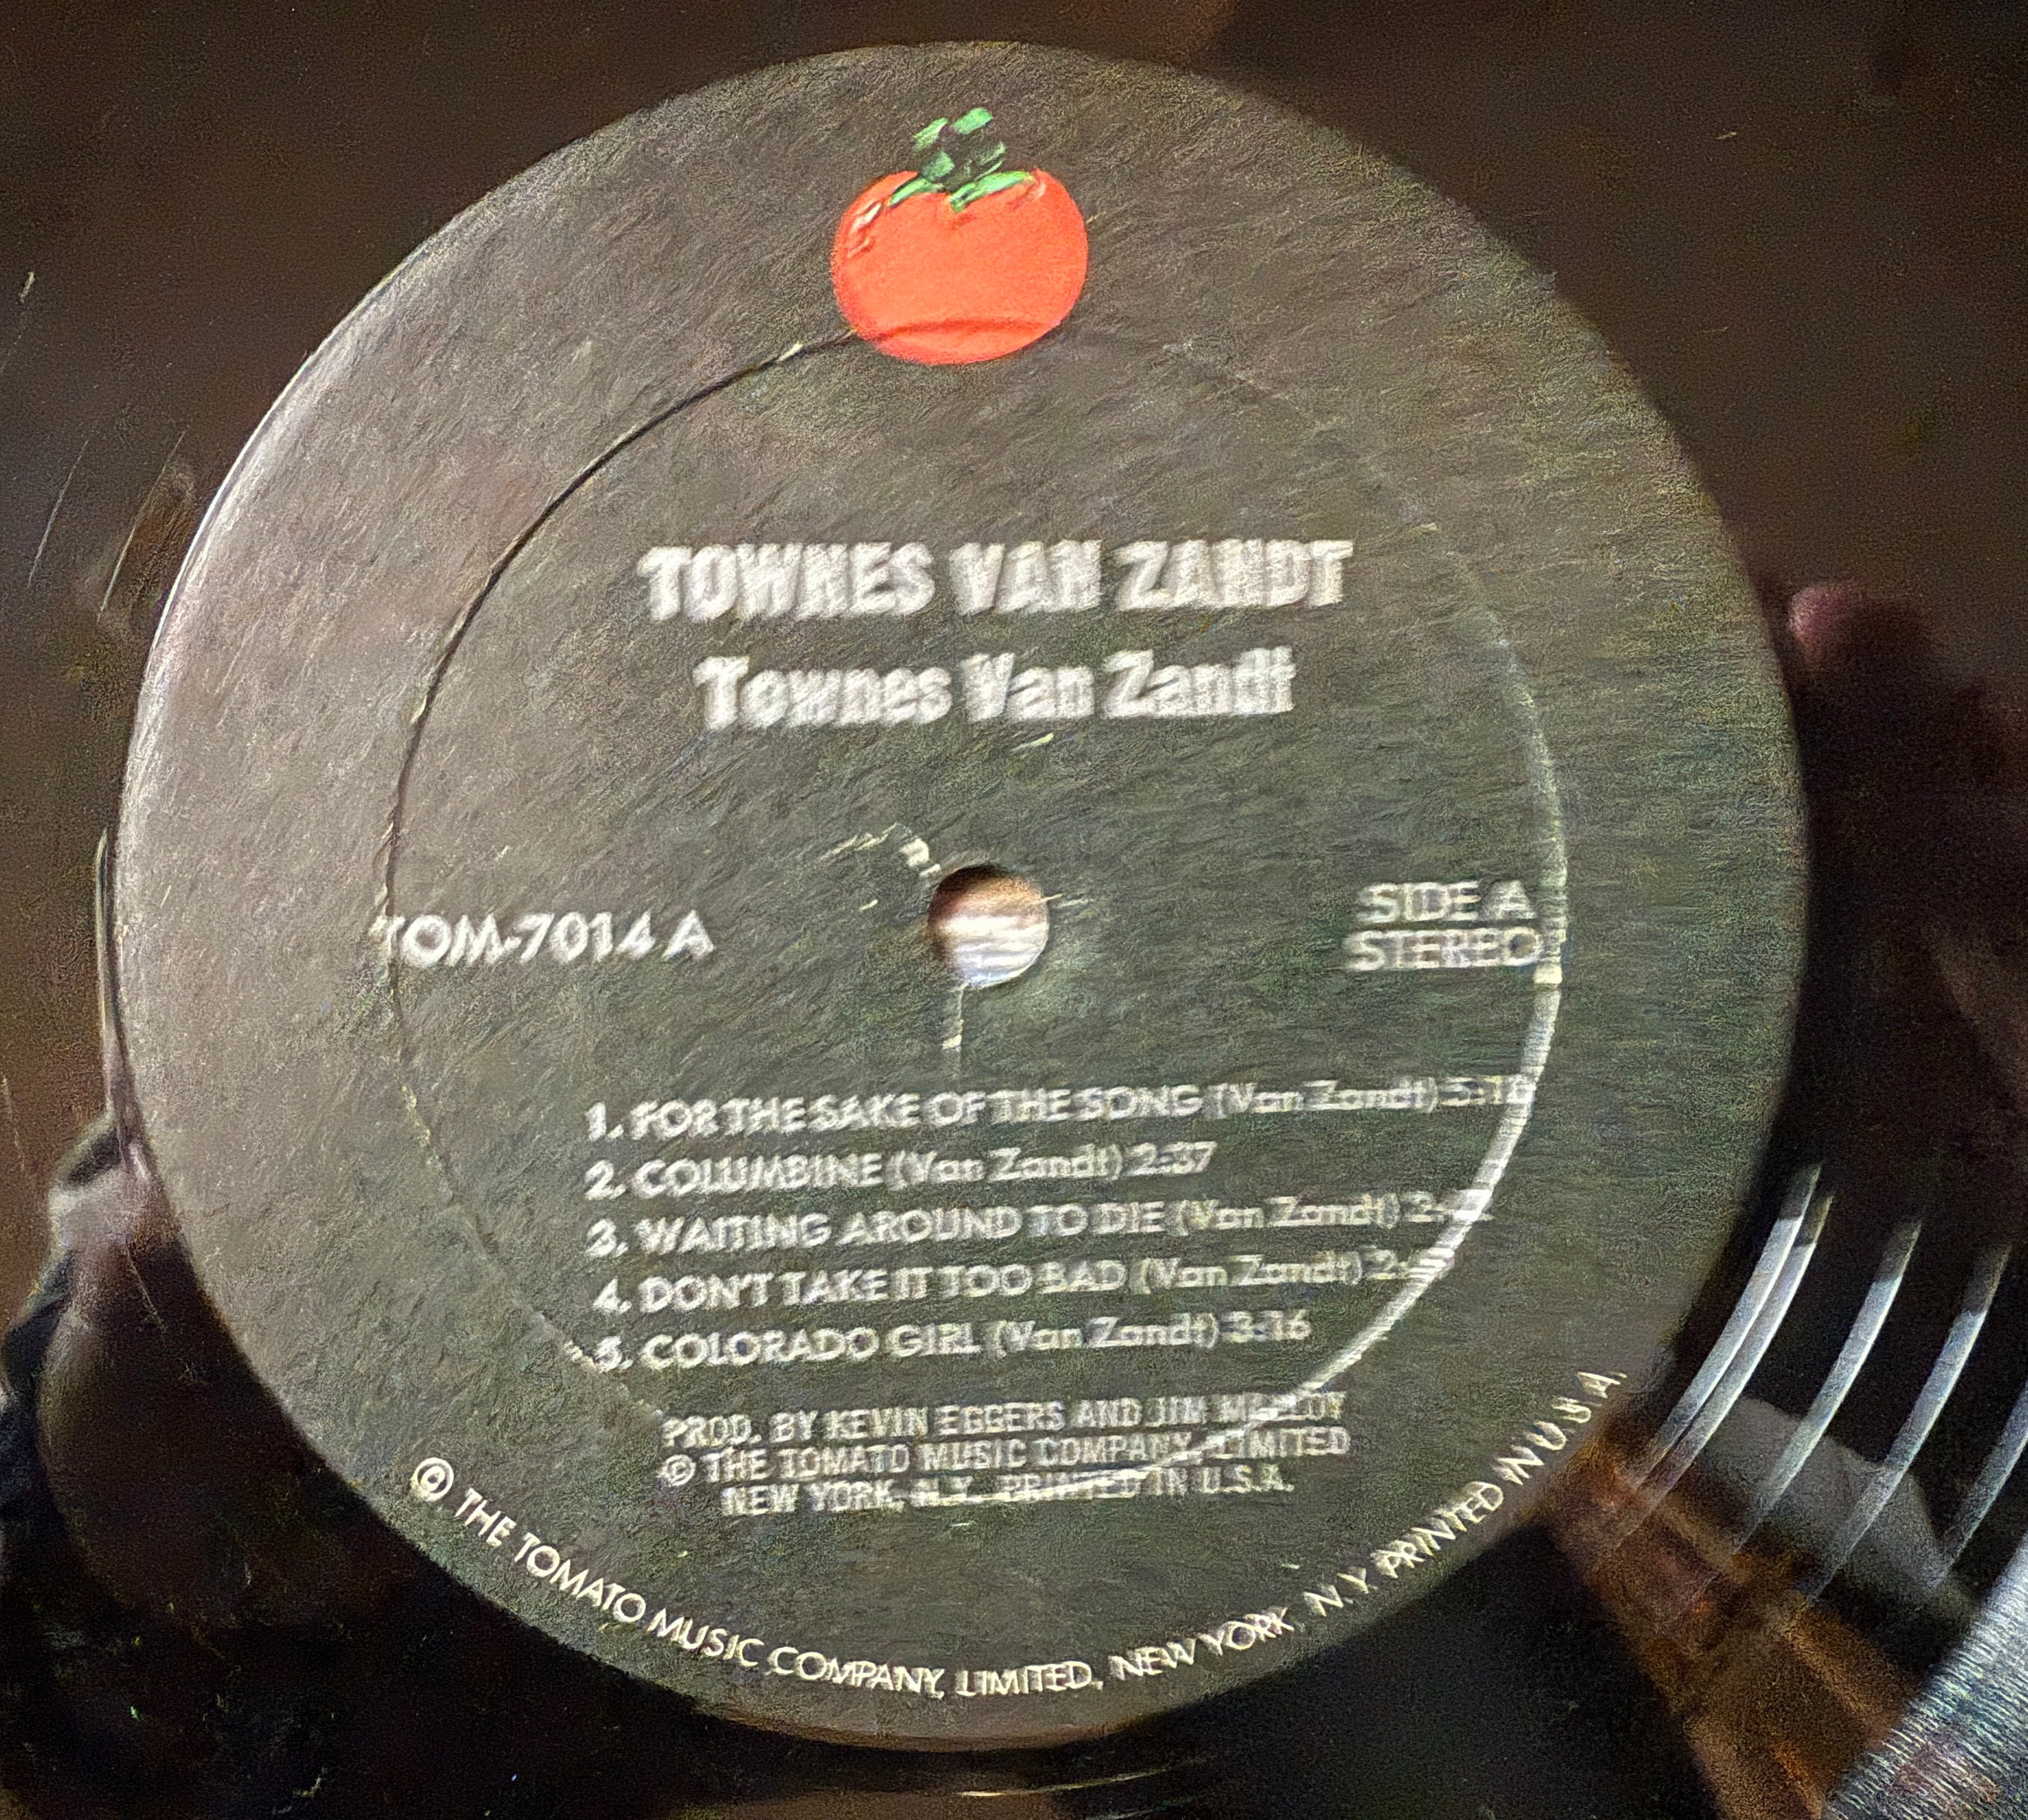 TOWNES VAN ZANDT
Townes Van Zandt
TOM-7014 A
SIDE A
STEREO
1. FOR THE SAKE OF THE SONG (Van Zandt)
2. COLUMBINE (Van Zandt) 2:37
3. WAITING AROUND TO DIE (Van Zandt)
4. DON'T TAKE IT TOO BAD (Van Zandt)
5. COLORADO GIRL (Van Zandt) 3:16
PROD. BY KEVIN EGGERS AND JIM
© THE TOMATO MUSIC COMPANY, LIMITED
NEW YORK, N.Y. PRINTED IN U.S.A.
© THE TOMATO MUSIC COMPANY, LIMITED, NEW YORK, N.Y. PRINTED IN U.S.A.